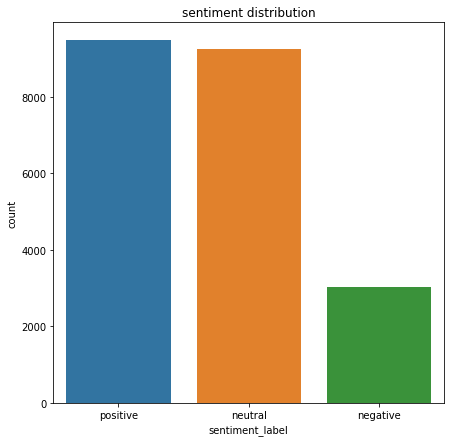 sentiment distribution
count
8000
6000
4000
2000
0
positive neutral negative
sentiment_label